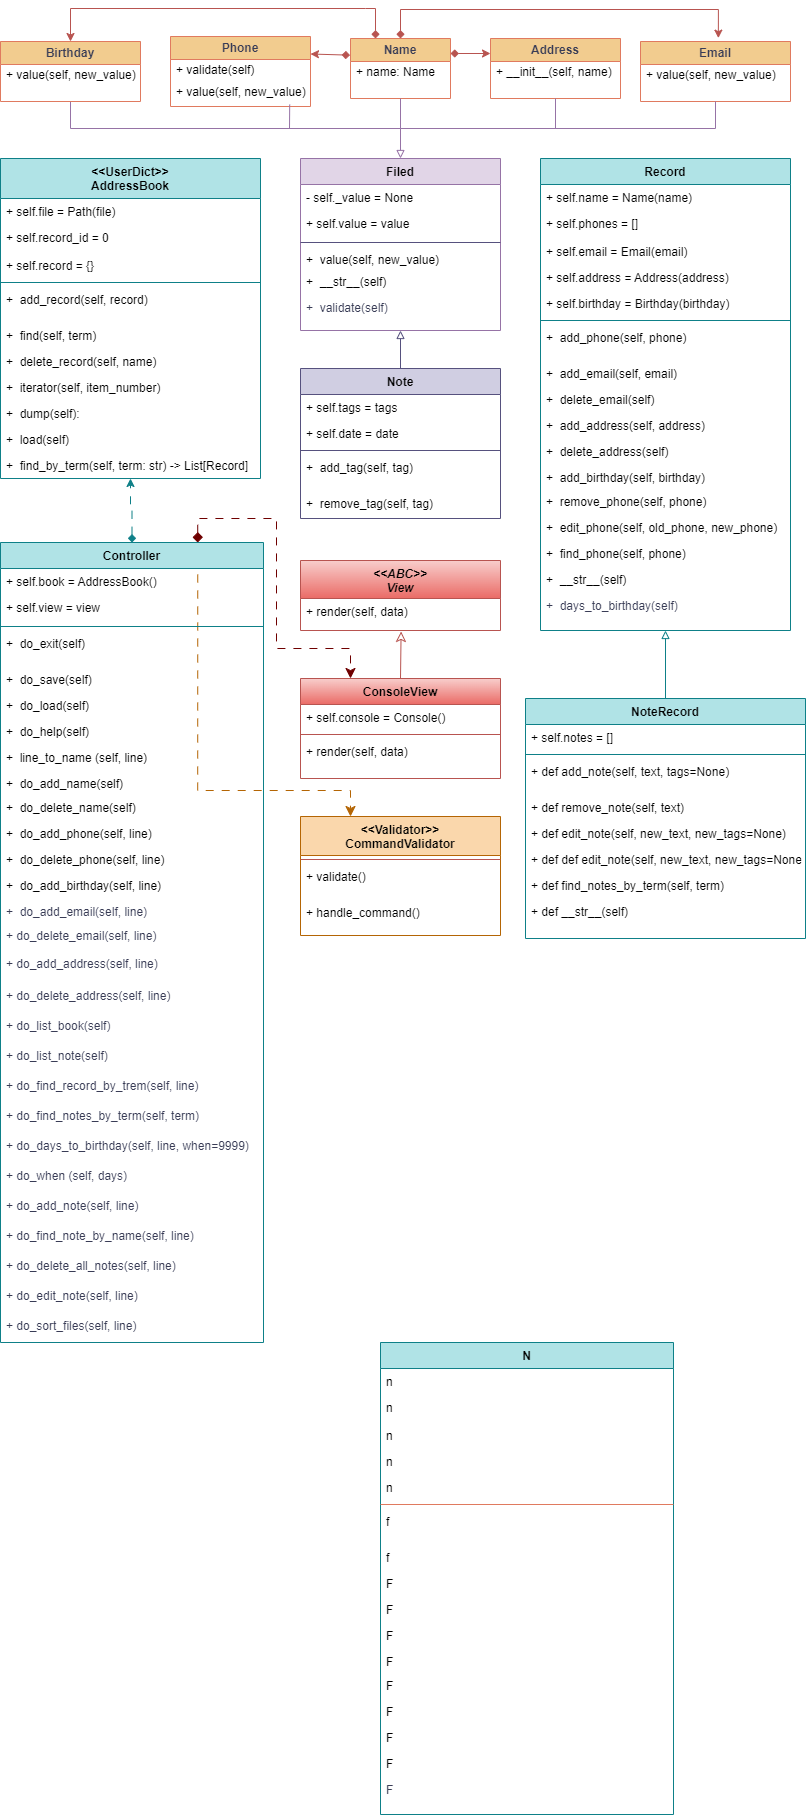 Birthday
+ value(self, new_value)
Phone
+ validate(self)
+ value(self, new_value)
Name
+ name: Name
Address
+ __init__(self, name)
Email
+ value(self, new_value)
<<UserDict>>
AddressBook
+ self.file = Path(file)
+ self.record_id = 0
+ self.record = {}
+ add_record(self, record)
+ find(self, term)
+ delete_record(self, name)
+ iterator(self, item_number)
+ dump(self):
+ load(self)
+ find_by_term(self, term: str) -> List[Record]
Filed
- self._value = None
+ self.value = value
+ value(self, new_value)
+ __str__(self)
+ validate(self)
Note
+ self.tags = tags
+ self.date = date
+ add_tag(self, tag)
+ remove_tag(self, tag)
Record
+ self.name = Name(name)
+ self.phones = []
+ self.email = Email(email)
+ self.address = Address(address)
+ self.birthday = Birthday(birthday)
+ add_phone(self, phone)
+ add_email(self, email)
+ delete_email(self)
+ add_address(self, address)
+ delete_address(self)
+ add_birthday(self, birthday)
+ remove_phone(self, phone)
+ edit_phone(self, old_phone, new_phone)
+ find_phone(self, phone)
+ __str__(self)
+ days_to_birthday(self)
Controller
+ self.book = AddressBook()
+ self.view = view
+ do_exit(self)
+ do_save(self)
+ do_load(self)
+ do_help(self)
+ line_to_name (self, line)
+ do_add_name(self)
+ do_delete_name(self)
+ do_add_phone(self, line)
+ do_delete_phone(self, line)
+ do_add_birthday(self, line)
+ do_add_email(self, line)
+ do_delete_email(self, line)
+ do_add_address(self, line)
+ do_delete_address(self, line)
+ do_list_book(self)
+ do_list_note(self)
+ do_find_record_by_trem(self, line)
+ do_find_notes_by_term(self, term)
+ do_days_to_birthday(self, line, when=9999)
+ do_when (self, days)
+ do_add_note(self, line)
+ do_find_note_by_name(self, line)
+ do_delete_all_notes(self, line)
+ do_edit_note(self, line)
+ do_sort_files(self, line)
<<ABC>>
View
+ render(self, data)
ConsoleView
+ self.console = Console()
+ render(self, data)
<<Validator>>
CommandValidator
+ validate()
+ handle_command()
NoteRecord
+ self.notes = []
+ def add_note(self, text, tags=None)
+ def remove_note(self, text)
+ def edit_note(self, new_text, new_tags=None)
+ def def edit_note(self, new_text, new_tags=None
+ def find_notes_by_term(self, term)
+ def __str__(self)
N
n
n
n
n
n
f
f
F
F
F
F
F
F
F
F
F